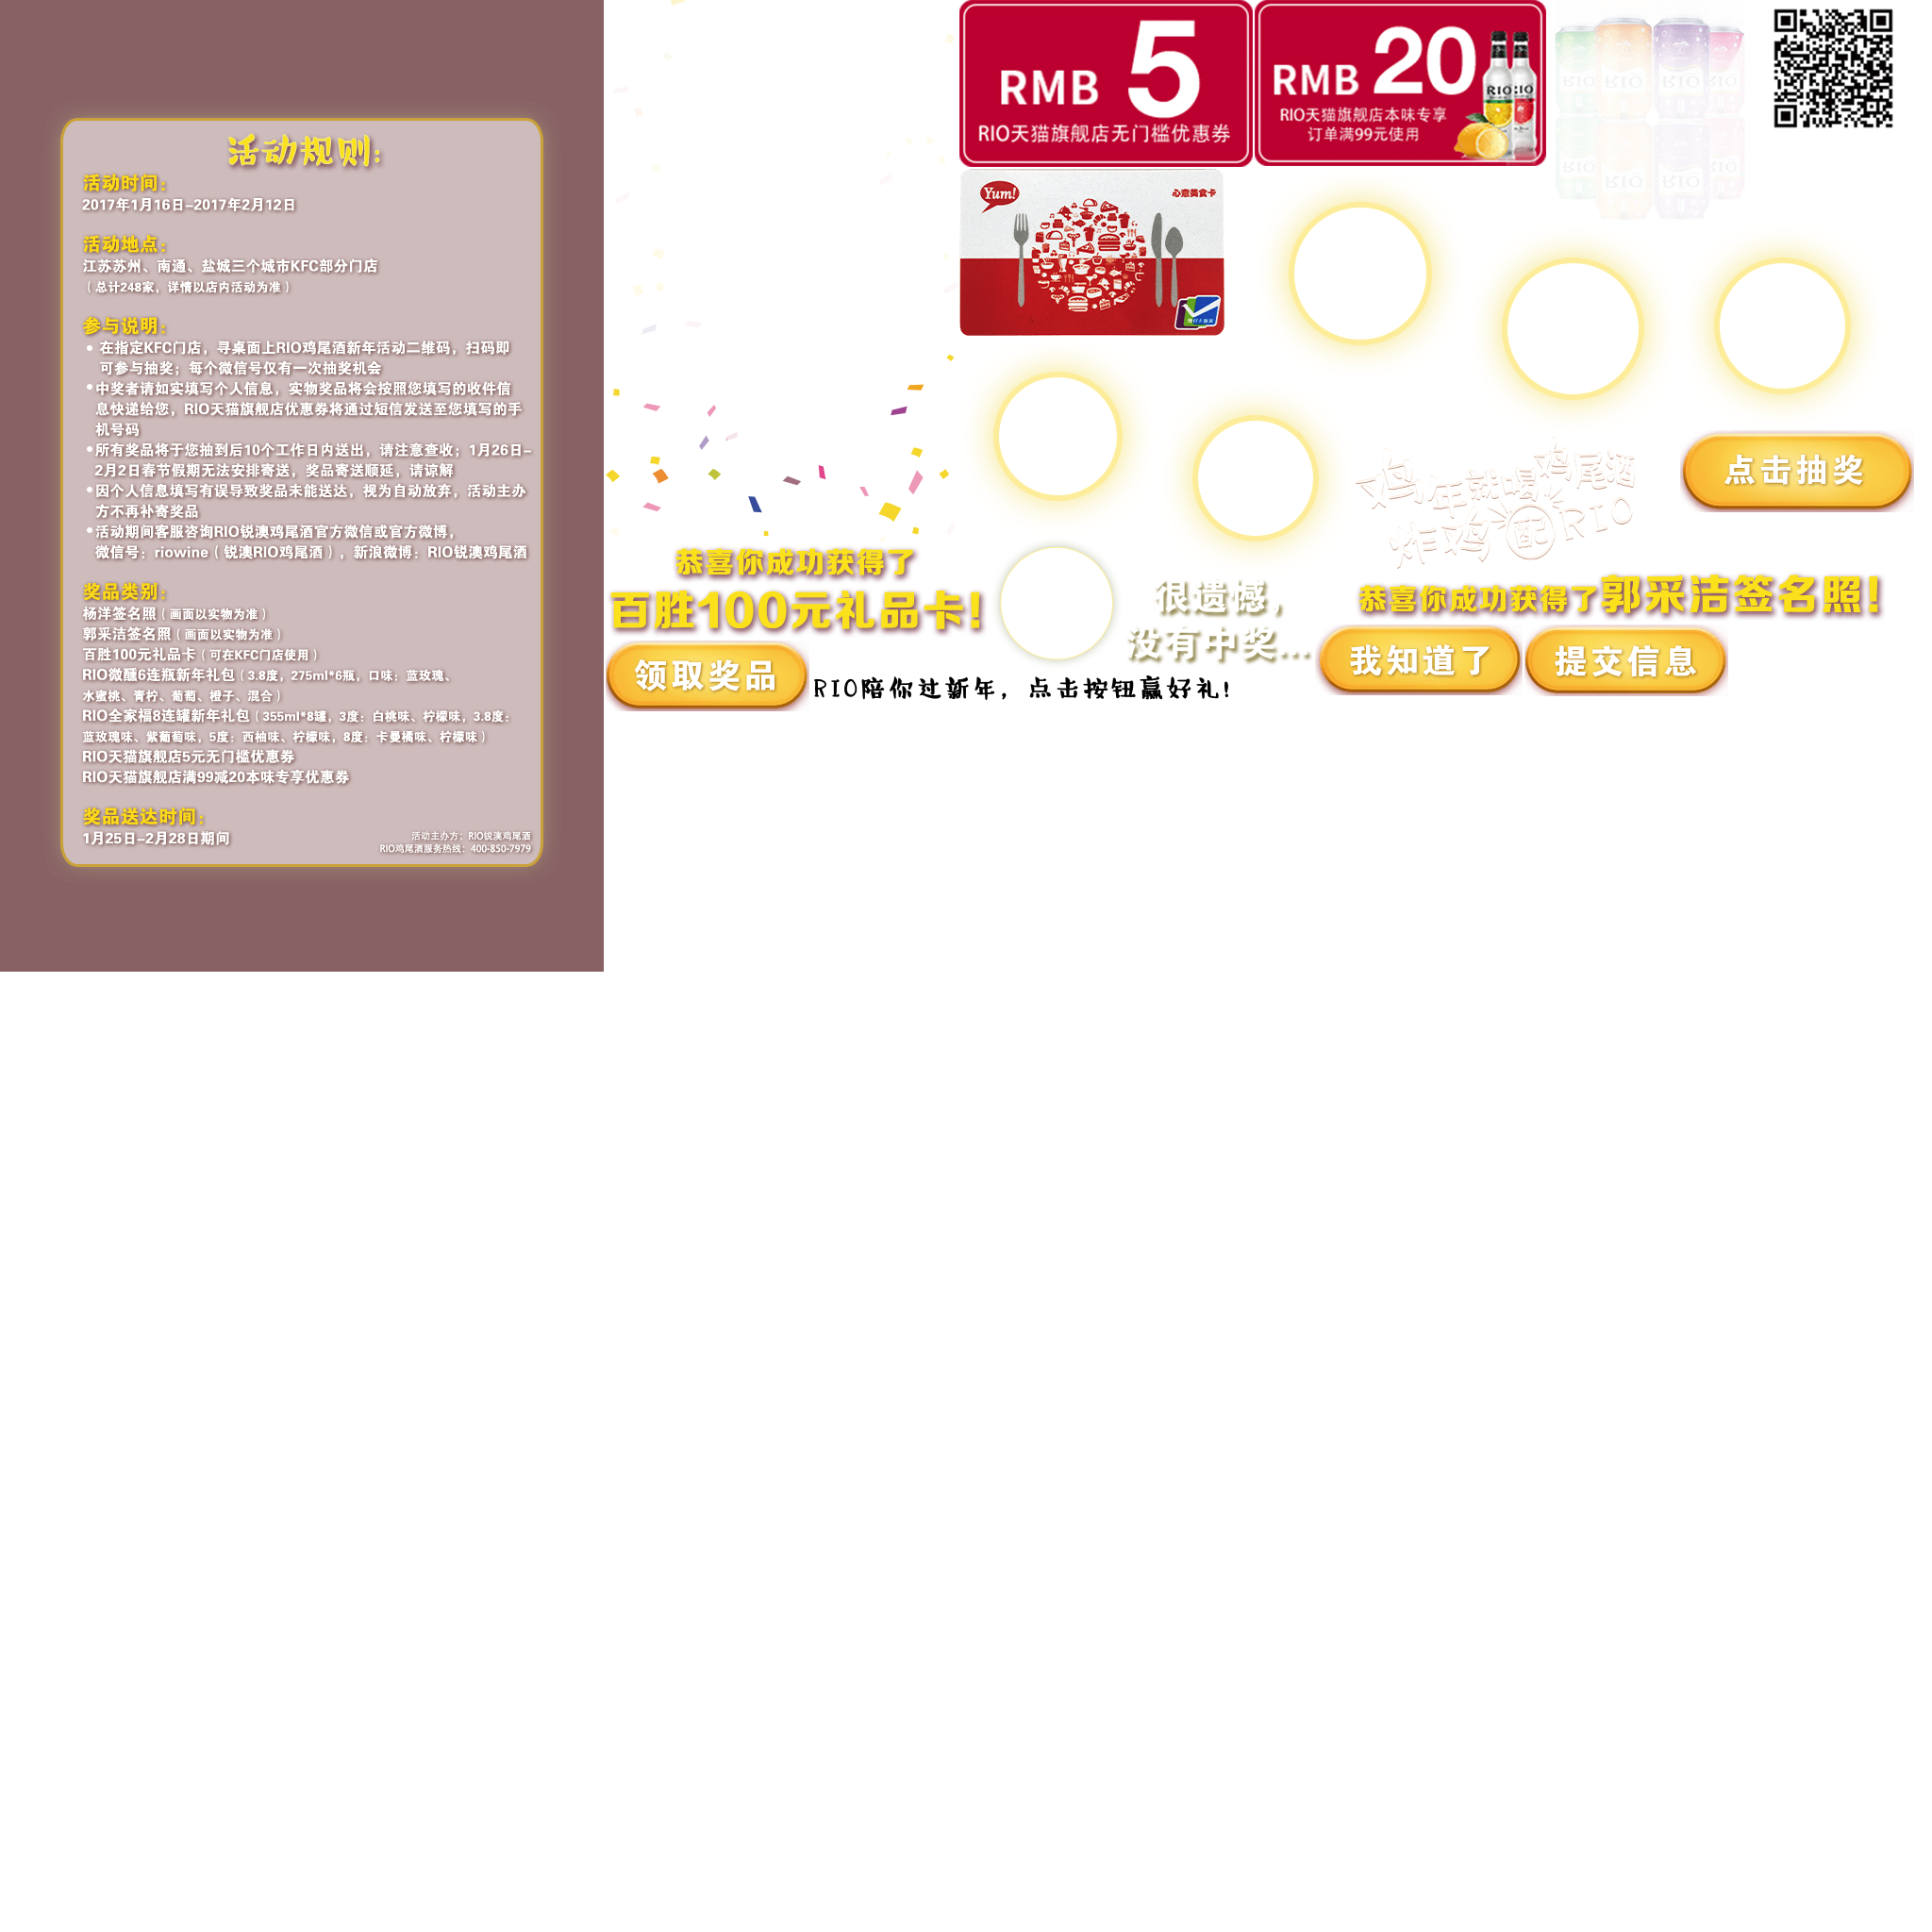 活动规则:
活动时间:
2017年1月16日-2017年2月12日
活动地点:
江苏苏州、南通、盐城三个城市KFC部分门店
（总计248家，详情以店内活动为准）
参与说明:
• 在指定KFC门店，寻桌面上RIO鸡尾酒新年活动二维码，扫码即
可参与抽奖；每个微信号仅有一次抽奖机会
•中奖者请如实填写个人信息，实物奖品将会按照您填写的收件信
息快递给您，RIO天猫旗舰店优惠券将通过短信发送至您填写的手
机号码
•所有奖品将于您抽到后10个工作日内送出，请注意查收；1月26日-
2月2日春节假期无法安排寄送，奖品寄送顺延，请谅解
•因个人信息填写有误导致奖品未能送达，视为自动放弃，活动主办
方不再补寄奖品
•活动期间客服咨询RIO锐澳鸡尾酒官方微信或官方微博，
微信号：riowine（锐澳RIO鸡尾酒），新浪微博：RIO锐澳鸡尾酒
奖品类别:
杨洋签名照（画面以实物为准）
郭采洁签名照（画面以实物为准）
百胜100元礼品卡（可在KFC门店使用）
RIO微醺6连瓶新年礼包（3.8度，275ml*6瓶，口味：蓝玫瑰、
水蜜桃、青柠、葡萄、橙子、混合）
RIO全家福8连罐新年礼包（355ml*8罐，3度：白桃味、柠檬味，3.8度：
蓝玫瑰味、紫葡萄味，5度：西柚味、柠檬味，8度：卡曼橘味、柠檬味）
RIO天猫旗舰店5元无门槛优惠券
RIO天猫旗舰店满99减20本味专享优惠券
奖品送达时间:
1月25日-2月28日期间
活动主办方：RIO锐澳鸡尾酒
RIO鸡尾酒服务热线：400-850-7979
RMB 5
RIO天猫旗舰店无门槛优惠券
RMB 20
RIO天猫旗舰店本味专享
订单满99元使用
RIO
RIO
RIO
RIO
RIO
RIO
Yum!
心意美食卡
鸡年就喝鸡尾酒
炸鸡配RIO
点击抽奖
恭喜你成功获得了
百胜100元礼品卡!
领取奖品
很遗憾，
没有中奖...
RIO陪你过新年，点击按钮赢好礼!
恭喜你成功获得了郭采洁签名照!
我知道了
提交信息